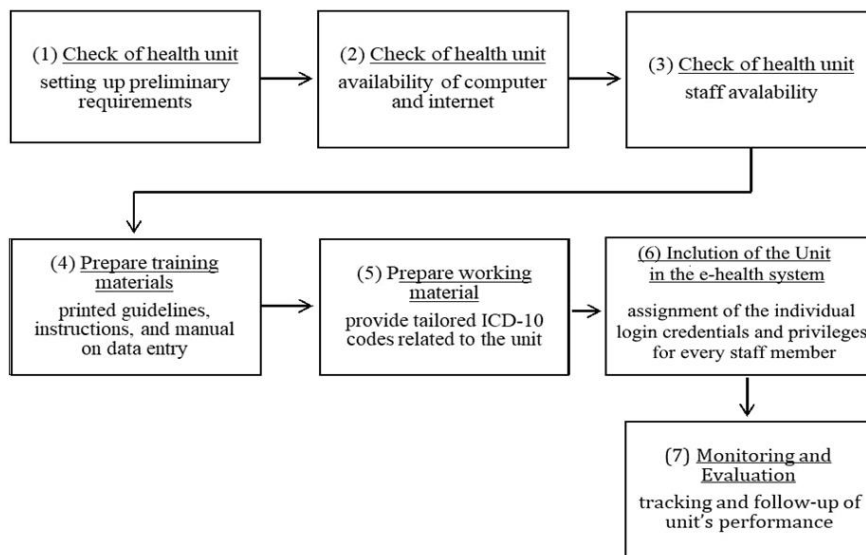 (1) Check of health unit
setting up preliminary
requirements
(2) Check of health unit
availability of computer
and internet
(3) Check of health unit
staff avalability
(4) Prepare training
materials
printed guidelines,
instructions, and manual
on data entry
(5) Prepare working
material
provide tailored ICD-10
codes related to the unit
(6) Inclution of the Unit
in the e-health system
assignment of the individual
login credentials and privileges
for every staff member
(7) Monitoring and
Evaluation
tracking and follow-up of
unit's performance